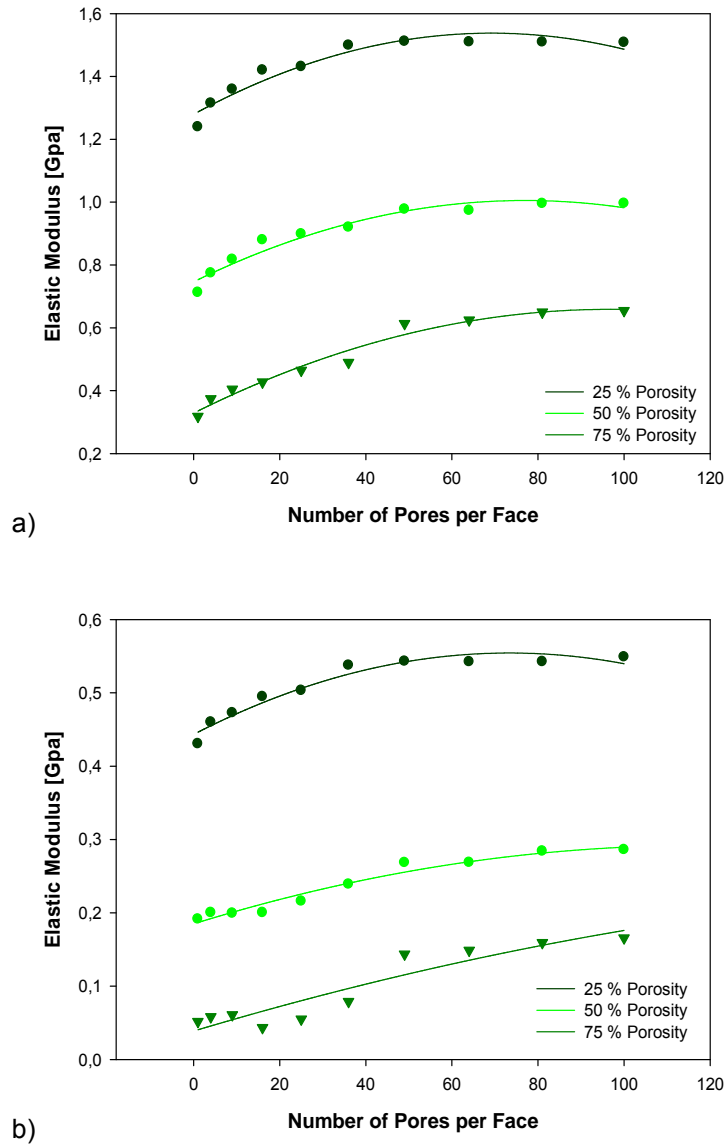 1,6
1,4
1,2
1,0
0,8
0,6
0,4
0,2
Elastic Modulus [Gpa]
25 % Porosity
50 % Porosity
75 % Porosity
0 20 40 60 80 100 120
Number of Pores per Face
a)
0,6
0,5
0,4
0,3
0,2
0,1
0,0
Elastic Modulus [Gpa]
25 % Porosity
50 % Porosity
75 % Porosity
0 20 40 60 80 100 120
Number of Pores per Face
b)